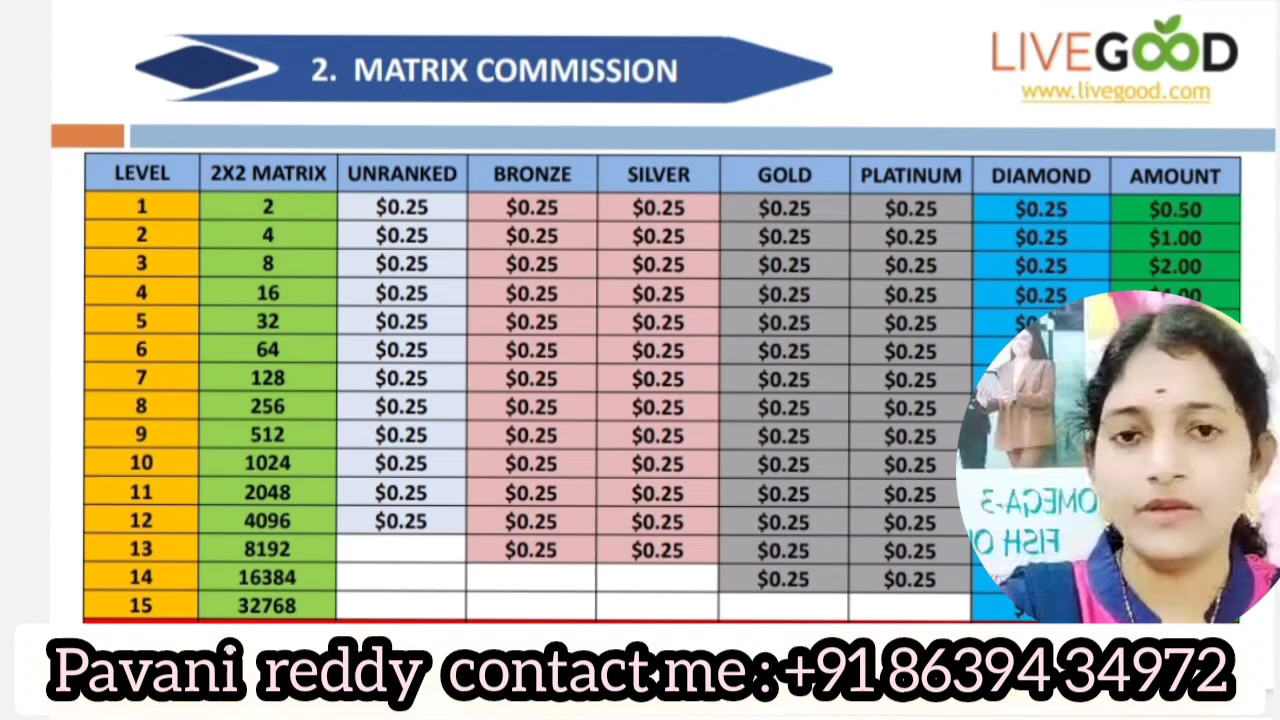 2. MATRIX COMMISSION
LIVEGOOD
www.livegood.com
LEVEL 2X2 MATRIX UNRANKED BRONZE SILVER GOLD PLATINUM DIAMOND AMOUNT
1 2 $0.25 $0.25 $0.25 $0.25 $0.25 $0.25 $0.50
2 4 $0.25 $0.25 $0.25 $0.25 $0.25 $0.25 $1.00
3 8 $0.25 $0.25 $0.25 $0.25 $0.25 $0.25 $2.00
4 16 $0.25 $0.25 $0.25 $0.25 $0.25 $0.25
5 32 $0.25 $0.25 $0.25 $0.25 $0.25
6 64 $0.25 $0.25 $0.25 $0.25 $0.25
7 128 $0.25 $0.25 $0.25 $0.25 $0.25
8 256 $0.25 $0.25 $0.25 $0.25 $0.25
9 512 $0.25 $0.25 $0.25 $0.25 $0.25
10 1024 $0.25 $0.25 $0.25 $0.25 $0.25
11 2048 $0.25 $0.25 $0.25 $0.25 $0.25
12 4096 $0.25 $0.25 $0.25 $0.25 $0.25
13 8192 $0.25 $0.25 $0.25 $0.25
14 16384 $0.25 $0.25
15 32768
OMEGA-3
FISH
Pavani reddy contact me : +91 86394 34972